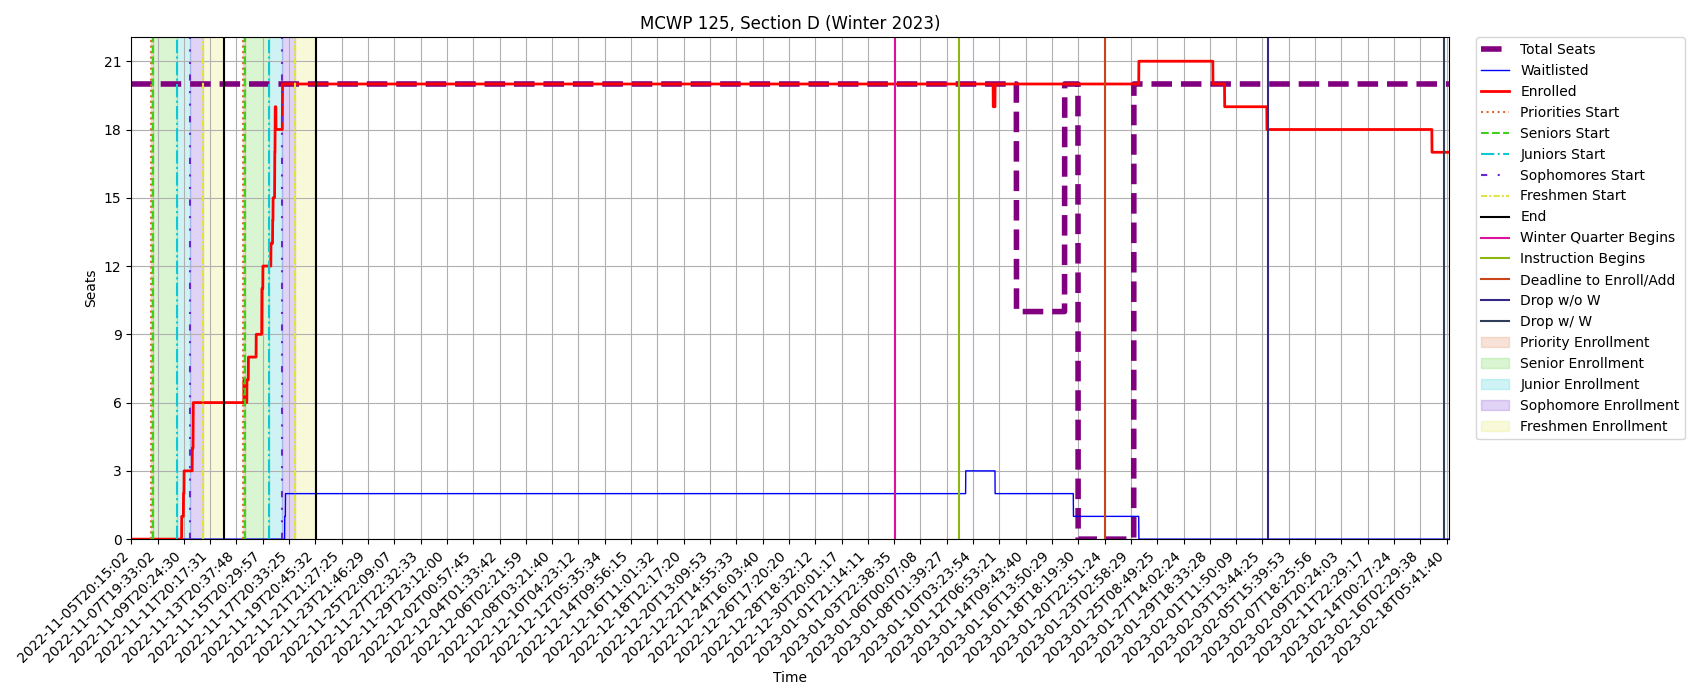 MCWP 125, Section D (Winter 2023)
Seats
21
18
15
12
9
6
3
0
2022-11-05T20:15:02
2022-11-07T19:33:02
2022-11-09T20:24:30
2022-11-11T20:17:31
2022-11-13T20:37:48
2022-11-15T20:29:57
2022-11-17T20:33:25
2022-11-19T20:45:32
2022-11-21T21:27:25
2022-11-23T21:46:29
2022-11-25T22:09:07
2022-11-27T22:32:33
2022-11-29T23:12:00
2022-12-02T00:57:45
2022-12-04T01:33:42
2022-12-06T02:21:59
2022-12-08T03:21:40
2022-12-10T04:23:12
2022-12-12T05:35:34
2022-12-14T09:56:15
2022-12-16T11:01:32
2022-12-18T12:17:20
2022-12-20T13:09:53
2022-12-22T14:55:33
2022-12-24T16:03:40
2022-12-26T17:20:20
2022-12-28T18:32:12
2022-12-30T20:01:17
2023-01-01T21:14:11
2023-01-03T22:38:35
2023-01-06T00:07:08
2023-01-08T01:39:27
2023-01-10T03:23:54
2023-01-12T06:53:21
2023-01-14T09:43:40
2023-01-16T13:50:29
2023-01-18T18:19:30
2023-01-20T22:51:24
2023-01-23T02:58:29
2023-01-25T08:49:25
2023-01-27T14:02:24
2023-01-29T18:33:28
2023-02-01T11:50:09
2023-02-03T13:44:25
2023-02-05T15:39:53
2023-02-07T18:25:56
2023-02-09T20:24:03
2023-02-11T22:29:17
2023-02-14T00:27:24
2023-02-16T02:29:38
2023-02-18T05:41:40
Time
Total Seats
Waitlisted
Enrolled
Priorities Start
Seniors Start
Juniors Start
Sophomores Start
Freshmen Start
End
Winter Quarter Begins
Instruction Begins
Deadline to Enroll/Add
Drop w/o W
Drop w/ W
Priority Enrollment
Senior Enrollment
Junior Enrollment
Sophomore Enrollment
Freshmen Enrollment